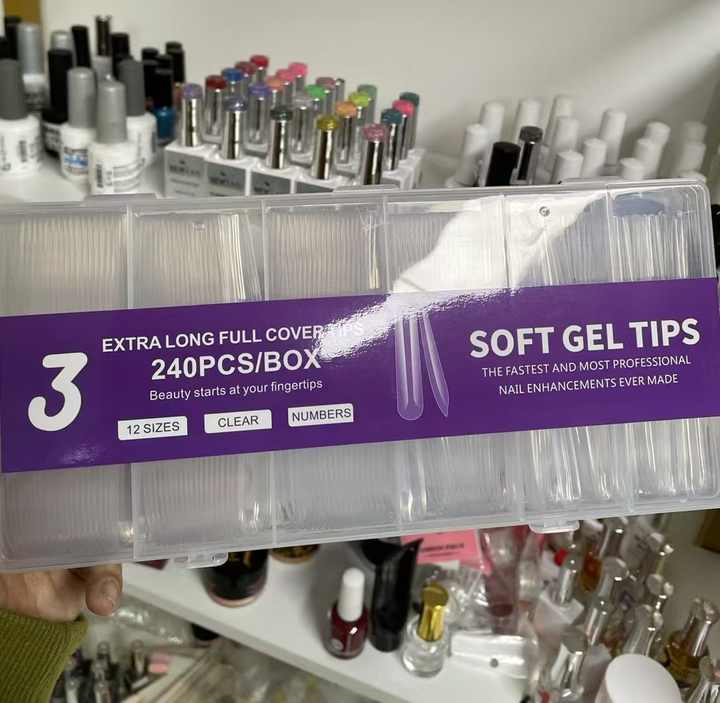 3
EXTRA LONG FULL COVER TIPS
240PCS/BOX
Beauty starts at your fingertips
12 SIZES
CLEAR
NUMBERS
SOFT GEL TIPS
THE FASTEST AND MOST PROFESSIONAL
NAIL ENHANCEMENTS EVER MADE